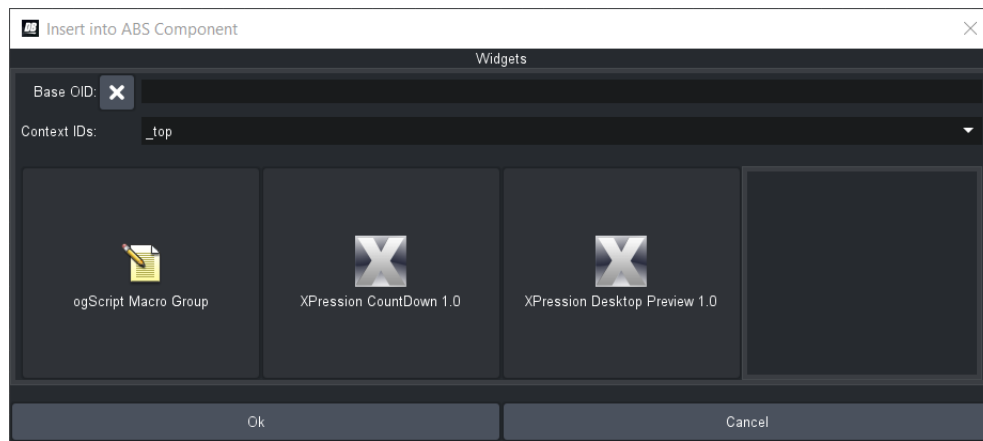 DB Insert into ABS Component
Widgets
Base OID:
Context IDs: _top
ogScript Macro Group
XPression CountDown 1.0
XPression Desktop Preview 1.0
Ok
Cancel